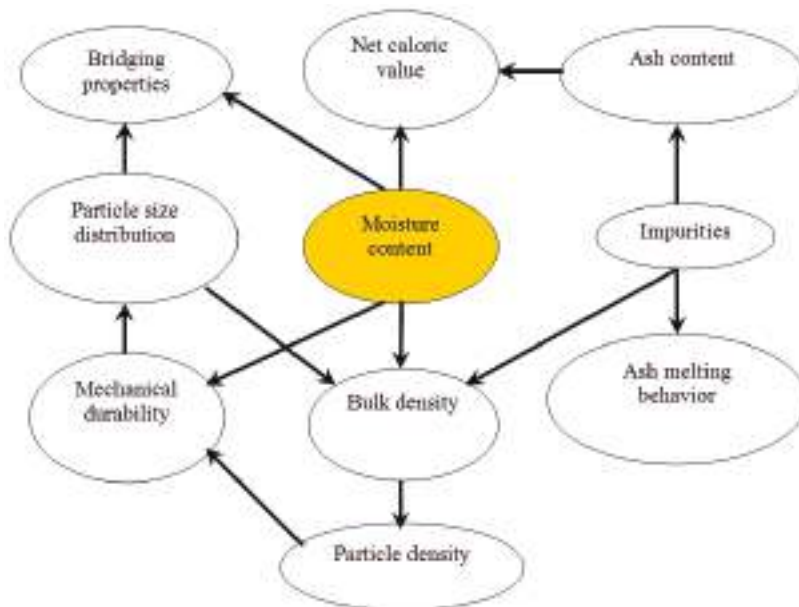 Bridging
properties
Net caloric
value
Ash content
Particle size
distribution
Moisture
content
Impurities
Mechanical
durability
Bulk density
Ash melting
behavior
Particle density